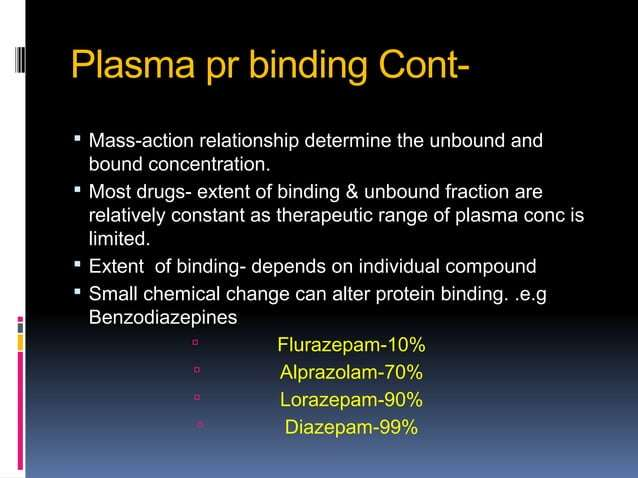 Plasma pr binding Cont-
▪ Mass-action relationship determine the unbound and
bound concentration.
▪ Most drugs- extent of binding & unbound fraction are
relatively constant as therapeutic range of plasma conc is
limited.
▪ Extent of binding- depends on individual compound
▪ Small chemical change can alter protein binding. .e.g
Benzodiazepines
▫ Flurazepam-10%
▫ Alprazolam-70%
▫ Lorazepam-90%
▫ Diazepam-99%